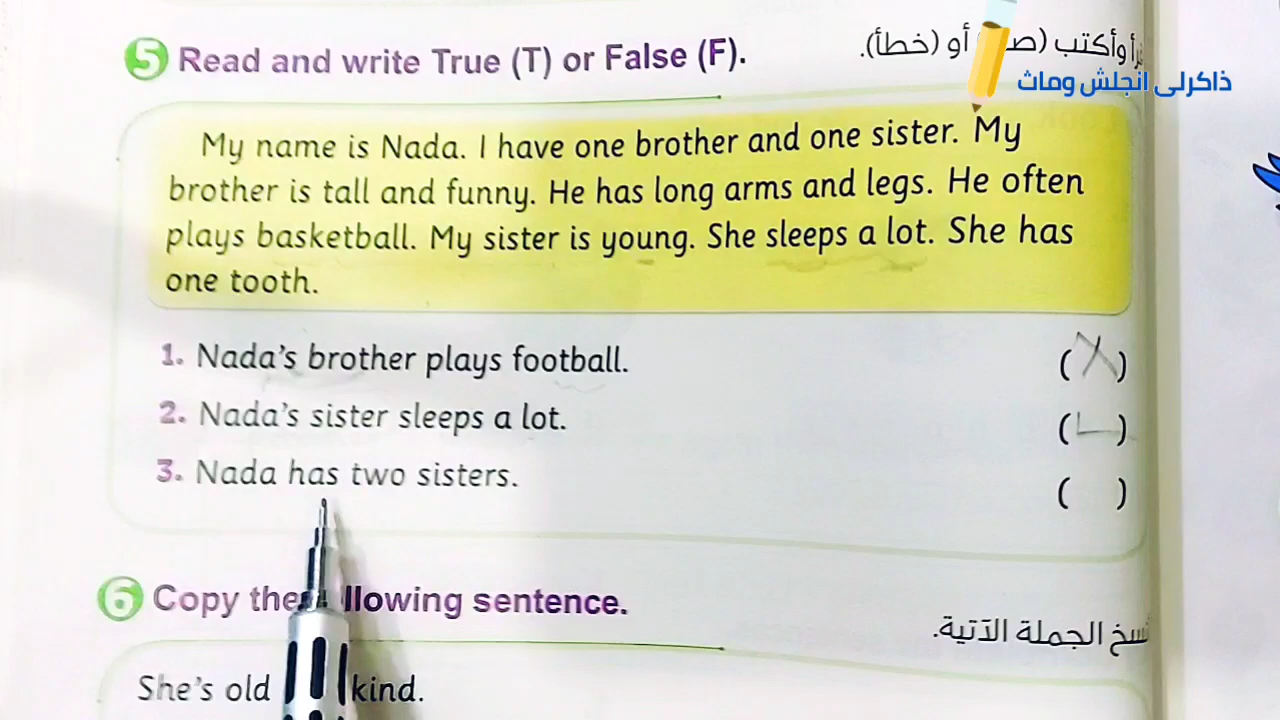 5 Read and write True (T) or False (F).
أو (خطأ). وأكتب
ذاكرلى انجلش وماث
My name is Nada. I have one brother and one sister. My
brother is tall and funny. He has long arms and legs. He often
plays basketball. My sister is young. She sleeps a lot. She has
one tooth.
1. Nada's brother plays football. (X)
2. Nada's sister sleeps a lot. ( )
3. Nada has two sisters. ( )
6 Copy the llowing sentence.
الجملة الآتية.
She's old kind.